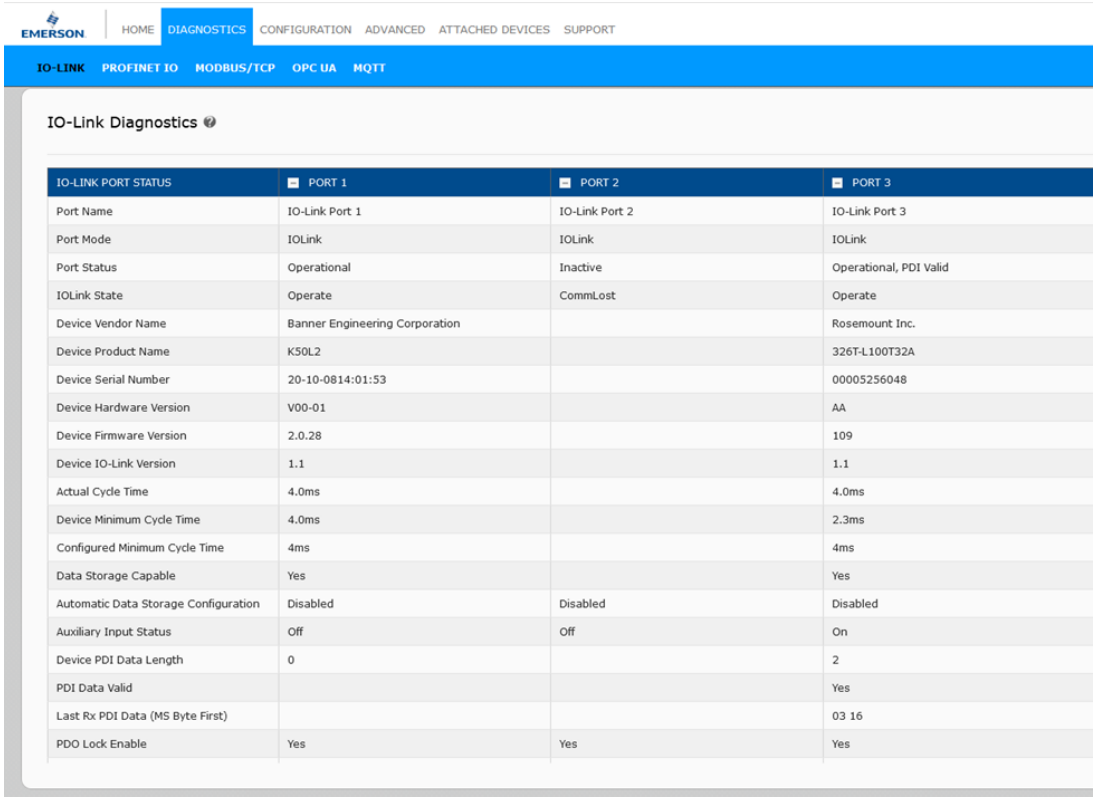 EMERSON
HOME DIAGNOSTICS CONFIGURATION ADVANCED ATTACHED DEVICES SUPPORT
IO-LINK PROFINET IO MODBUS/TCP OPC UA MQTT
IO-Link Diagnostics ?
IO-LINK PORT STATUS PORT 1 PORT 2 PORT 3
Port Name IO-Link Port 1 IO-Link Port 2 IO-Link Port 3
Port Mode IOLink IOLink IOLink
Port Status Operational Inactive Operational, PDI Valid
IOLink State Operate CommLost Operate
Device Vendor Name Banner Engineering Corporation Rosemount Inc.
Device Product Name K50L2 326T-L100T32A
Device Serial Number 20-10-0814:01:53 00005256048
Device Hardware Version V00-01 AA
Device Firmware Version 2.0.28 109
Device IO-Link Version 1.1 1.1
Actual Cycle Time 4.0ms 4.0ms
Device Minimum Cycle Time 4.0ms 2.3ms
Configured Minimum Cycle Time 4ms 4ms
Data Storage Capable Yes Yes
Automatic Data Storage Configuration Disabled Disabled Disabled
Auxiliary Input Status Off Off On
Device PDI Data Length 0 2
PDI Data Valid Yes
Last Rx PDI Data (MS Byte First) 03 16
PDO Lock Enable Yes Yes Yes